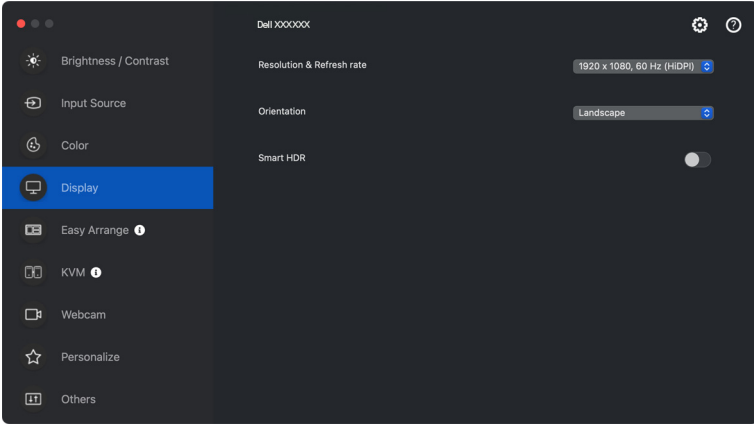 Dell XXXXXX
Brightness / Contrast
Input Source
Color
Display
Easy Arrange
KVM
Webcam
Personalize
Others
Resolution & Refresh rate
1920 x 1080, 60 Hz (HiDPI)
Orientation
Landscape
Smart HDR